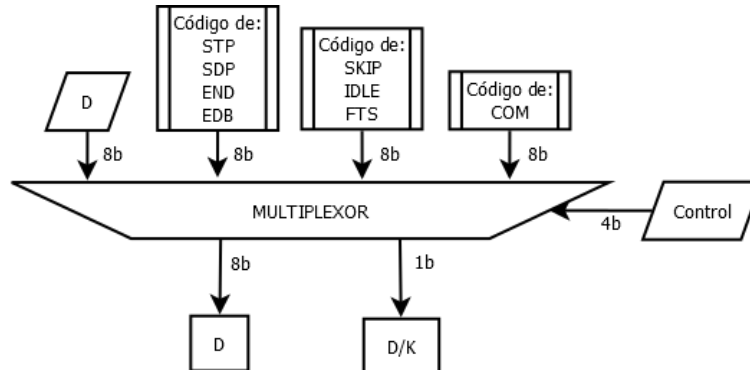 D
Código de:
STP
SDP
END
EDB
Código de:
SKIP
IDLE
FTS
Código de:
COM
8b
8b
8b
8b
MULTIPLEXOR
Control
4b
8b
1b
D
D/K